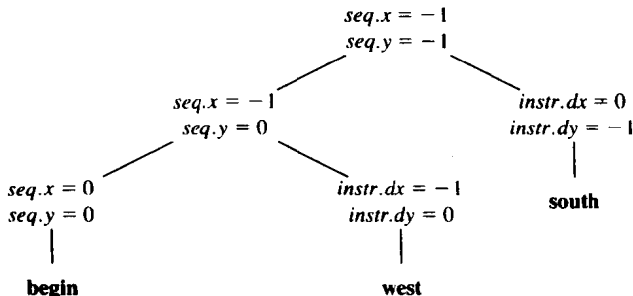 seq.x = −1
seq.y = −1
seq.x = −1
seq.y = 0
instr.dx = 0
instr.dy = −1
seq.x = 0
seq.y = 0
instr.dx = −1
instr.dy = 0
south
begin
west